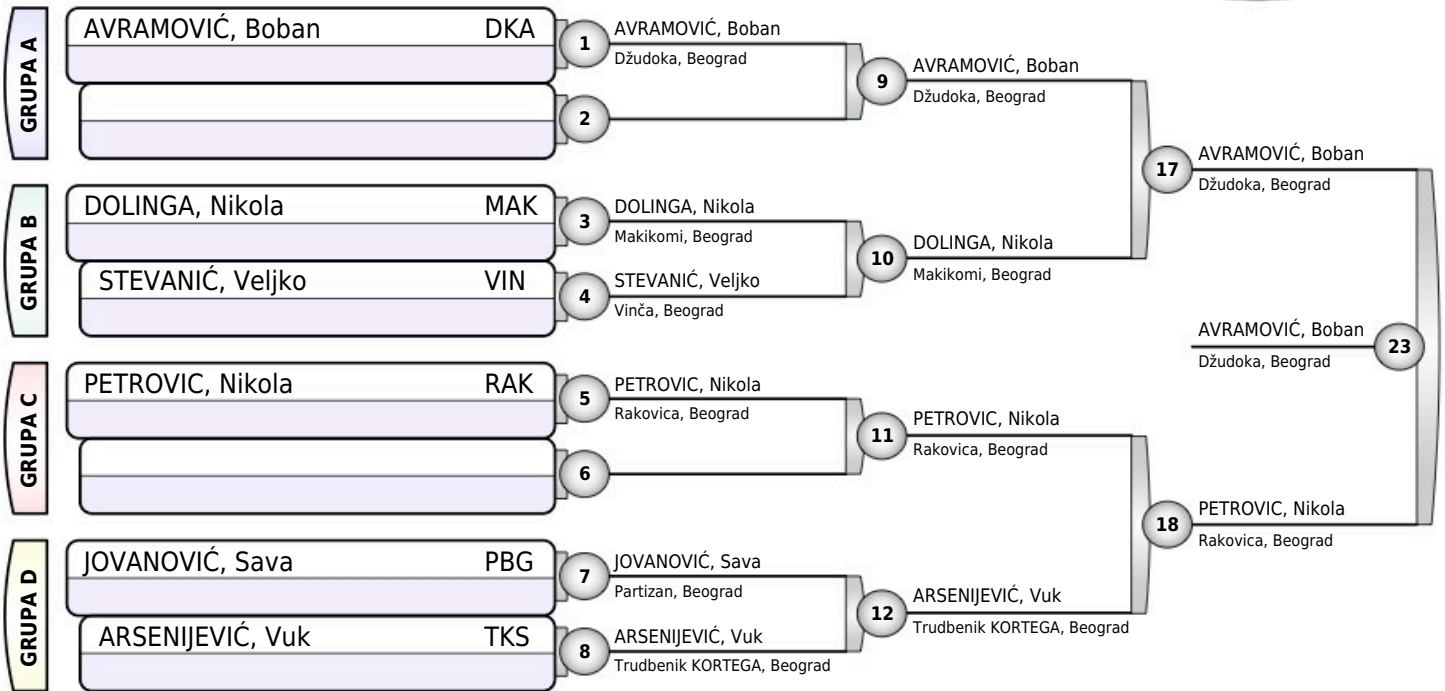 GRUPA A
AVRAMOVIĆ, Boban DKA
1
2
GRUPA B
DOLINGA, Nikola MAK
STEVANIĆ, Veljko VIN
3
4
GRUPA C
PETROVIC, Nikola RAK
5
6
GRUPA D
JOVANOVIĆ, Sava PBG
ARSENIJEVIĆ, Vuk TKS
7
8
AVRAMOVIĆ, Boban
Džudoka, Beograd
DOLINGA, Nikola
Makikomi, Beograd
STEVANIĆ, Veljko
Vinča, Beograd
PETROVIC, Nikola
Rakovica, Beograd
JOVANOVIĆ, Sava
Partizan, Beograd
ARSENIJEVIĆ, Vuk
Trudbenik KORTEGA, Beograd
9
AVRAMOVIĆ, Boban
Džudoka, Beograd
10
DOLINGA, Nikola
Makikomi, Beograd
11
PETROVIC, Nikola
Rakovica, Beograd
12
ARSENIJEVIĆ, Vuk
Trudbenik KORTEGA, Beograd
17
AVRAMOVIĆ, Boban
Džudoka, Beograd
18
PETROVIC, Nikola
Rakovica, Beograd
AVRAMOVIĆ, Boban
Džudoka, Beograd
23